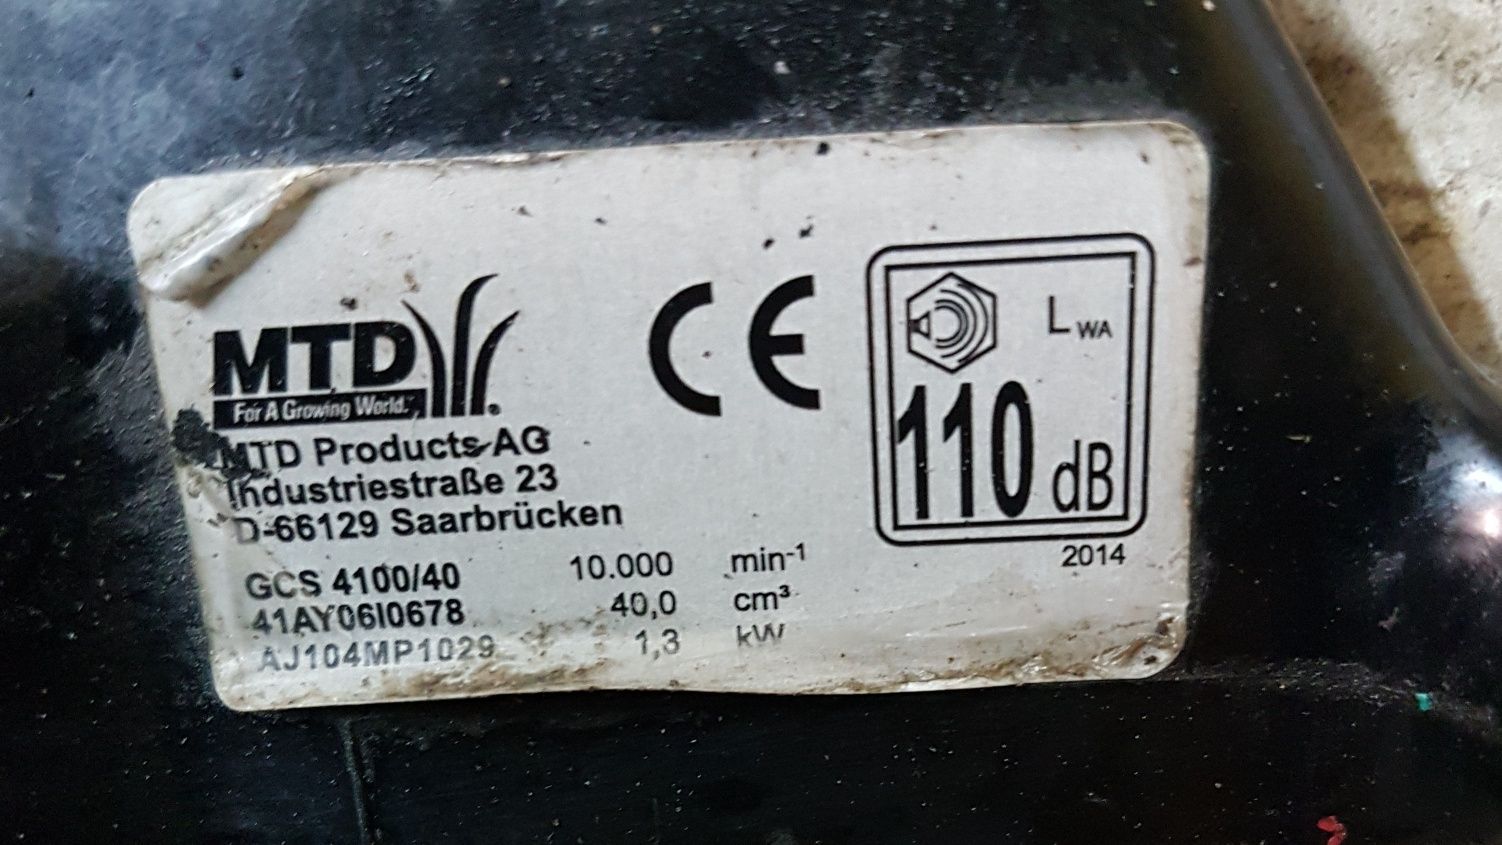 MTD
For A Growing World.
MTD Products AG
Industriestraße 23
D-66129 Saarbrücken
GCS 4100/40 10.000 min-¹
41AY06I0678 40,0 cm³
AJ104MP1029 1,3 kW
CE
LWA
110 dB
2014